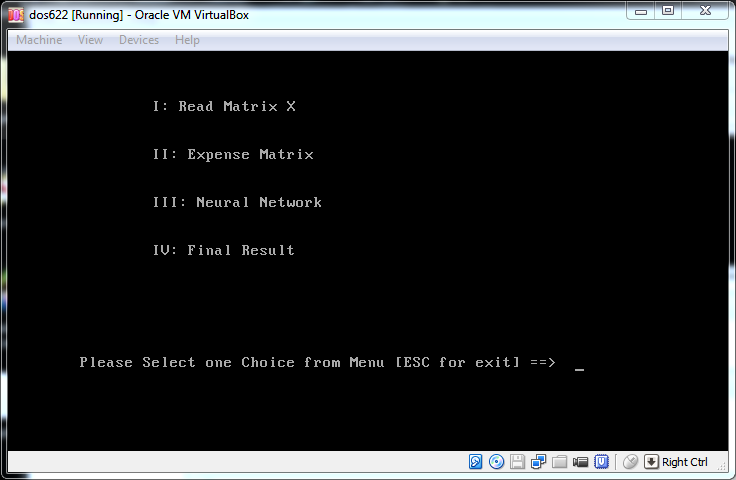 dos622 [Running] - Oracle VM VirtualBox
Machine View Devices Help
I: Read Matrix X
II: Expense Matrix
III: Neural Network
IV: Final Result
Please Select one Choice from Menu [ESC for exit] ==> _
Right Ctrl